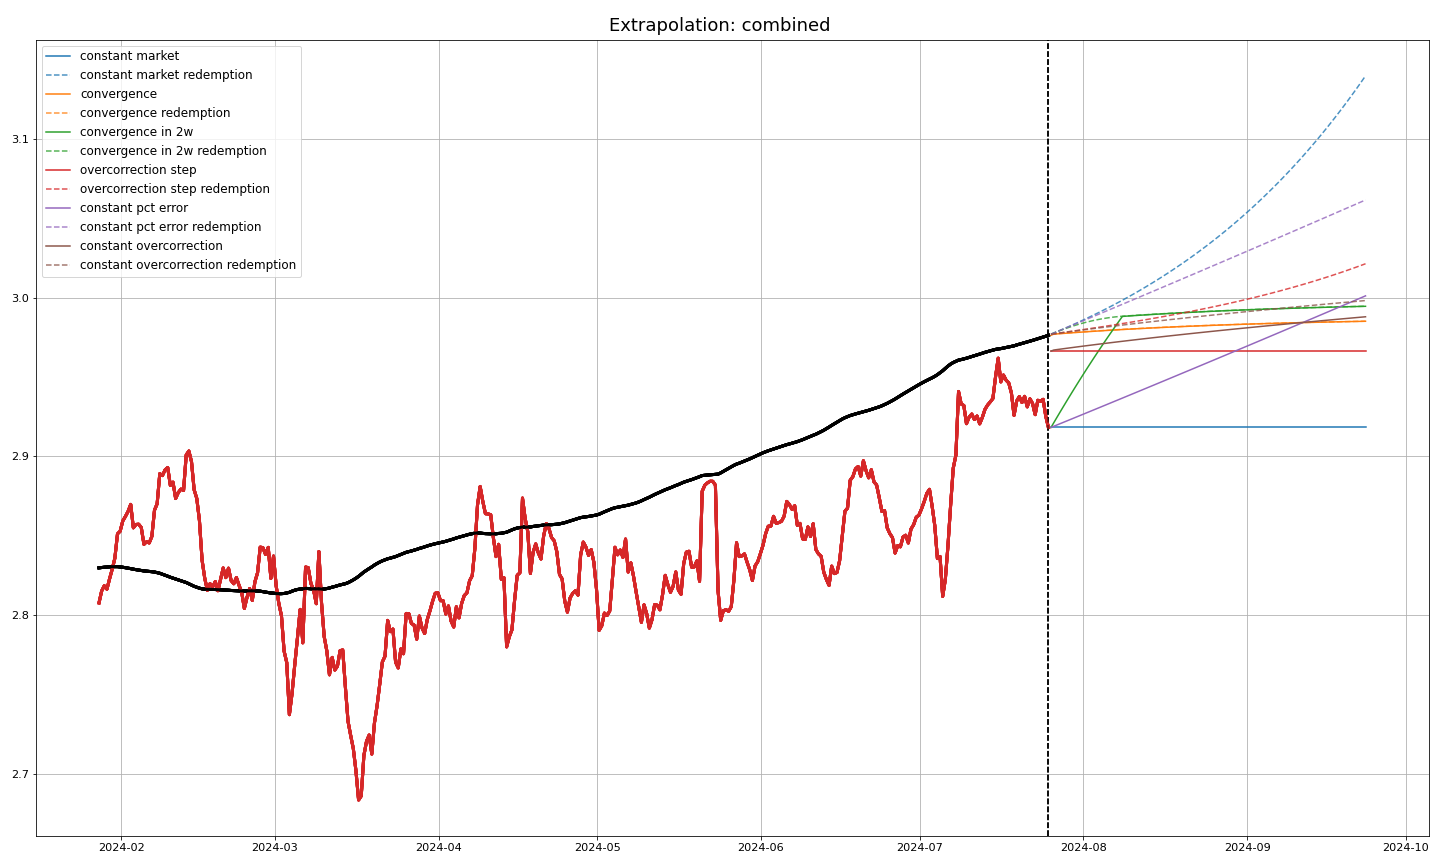 Extrapolation: combined
constant market
constant market redemption
convergence
convergence redemption
convergence in 2w
convergence in 2w redemption
overcorrection step
overcorrection step redemption
constant pct error
constant pct error redemption
constant overcorrection
constant overcorrection redemption
3.1
3.0
2.9
2.8
2.7
2024-02 2024-03 2024-04 2024-05 2024-06 2024-07 2024-08 2024-09 2024-10